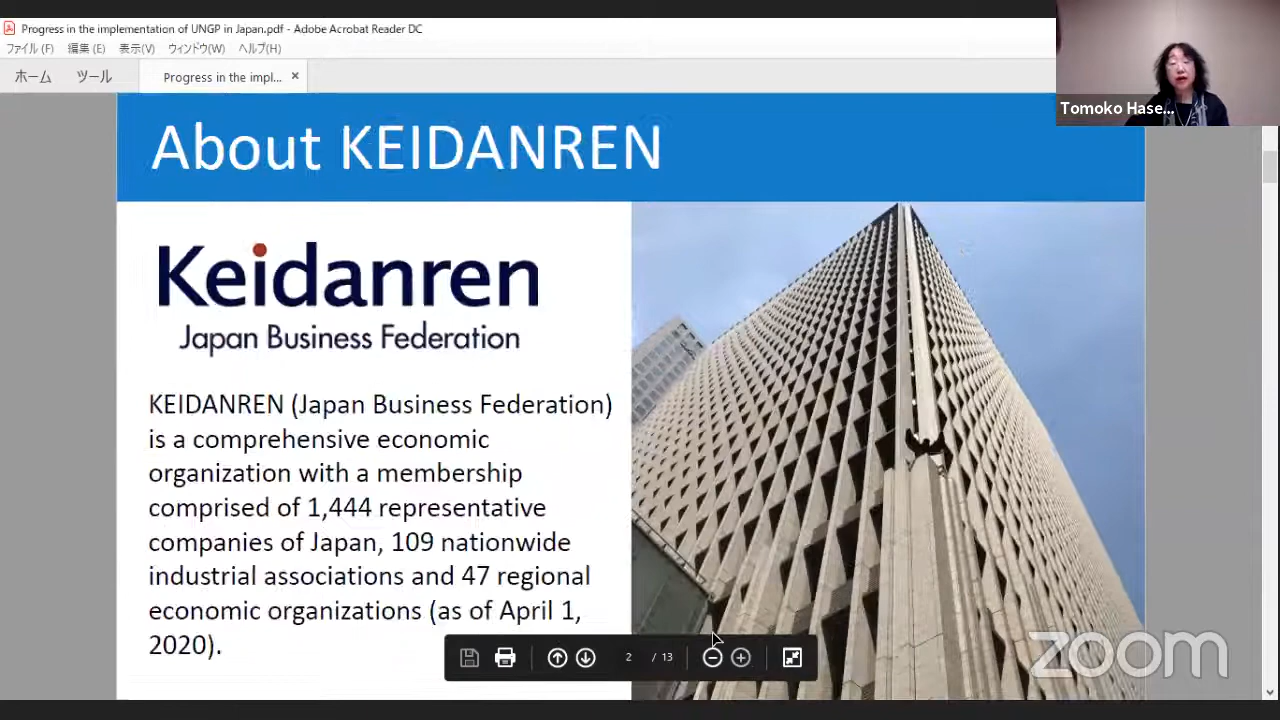 Progress in the implementation of UNGP in Japan.pdf - Adobe Acrobat Reader DC
ファイル (F) 編集 (E) 表示(V) ウィンドウ(W) ヘルプ(H)
ホーム ツール Progress in the impl... ×
Tomoko Hase...
About KEIDANREN
Keidanren
Japan Business Federation
KEIDANREN (Japan Business Federation)
is a comprehensive economic
organization with a membership
comprised of 1,444 representative
companies of Japan, 109 nationwide
industrial associations and 47 regional
economic organizations (as of April 1,
2020).
2 / 13
zoom